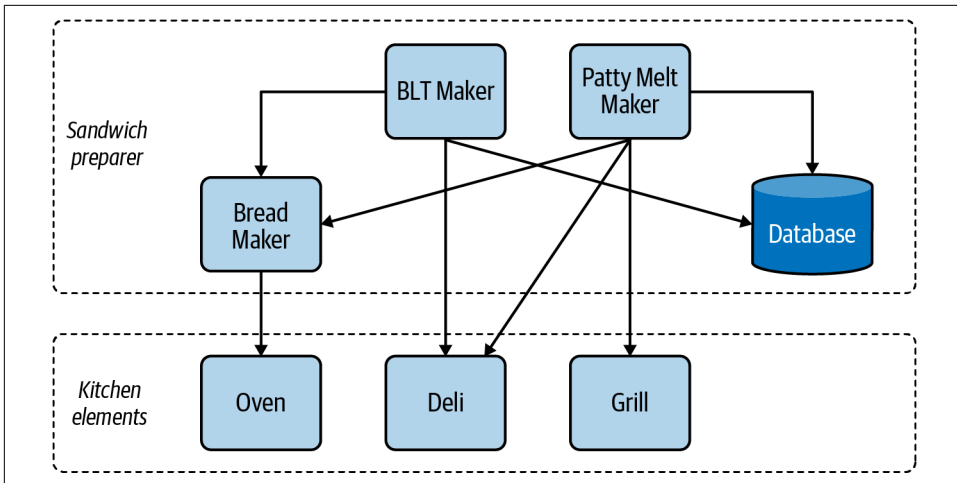 BLT Maker
Patty Melt
Maker
Sandwich
preparer
Bread
Maker
Database
Kitchen
elements
Oven
Deli
Grill